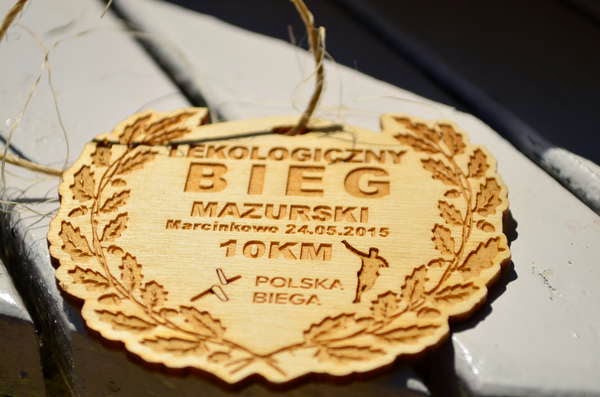 EKOLOGICZNY
BIEG
MAZURSKI
Marcinkowo 24.05.2015
10KM
POLSKA
BIEGA